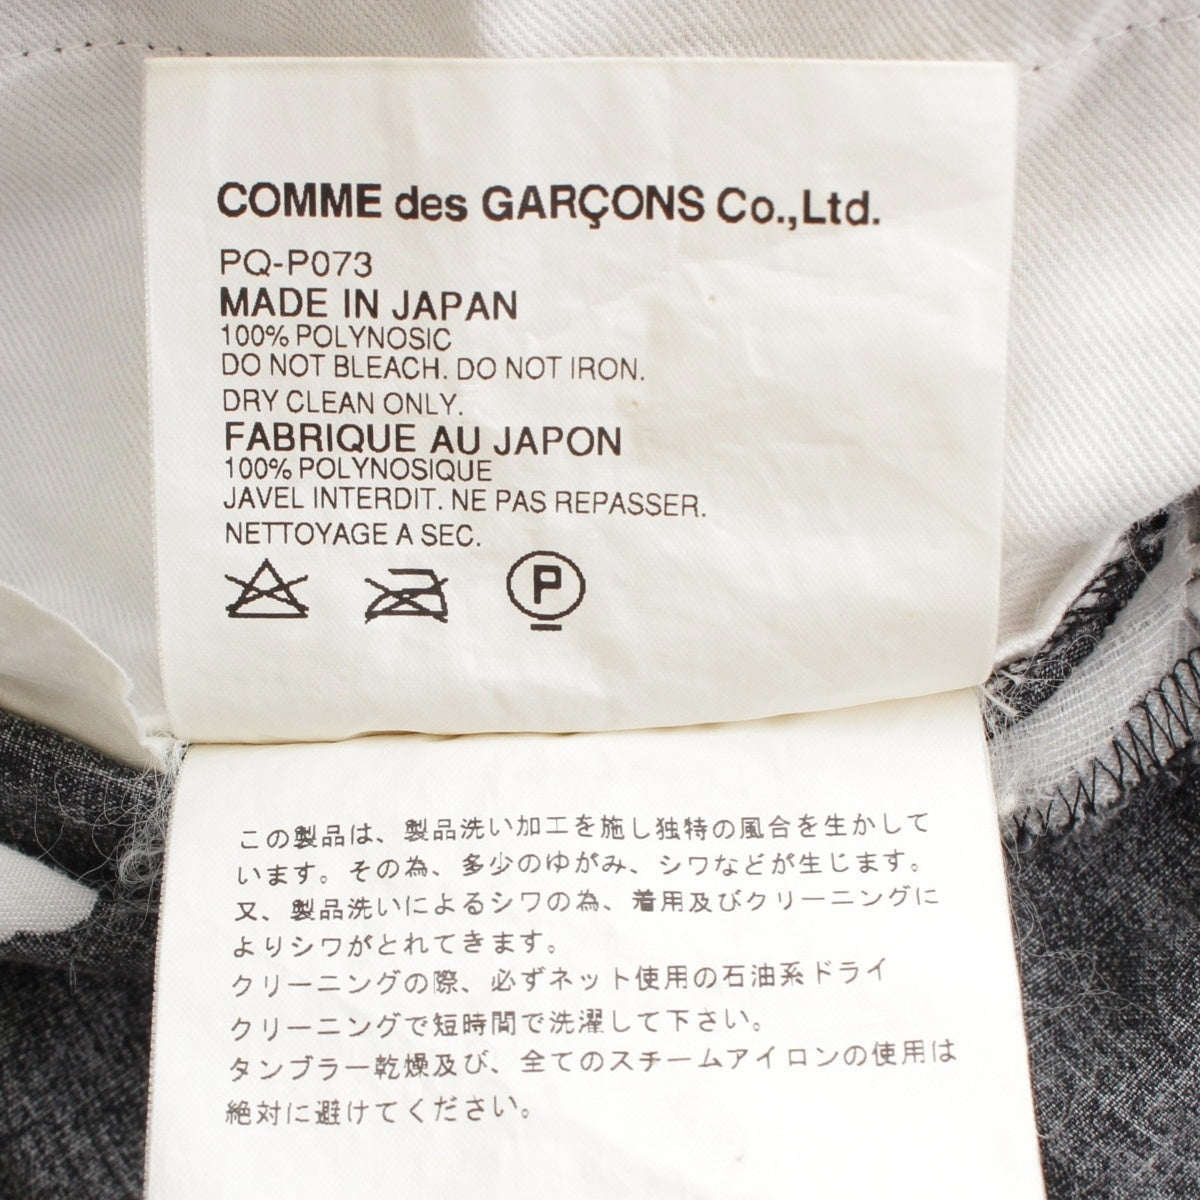 COMME des GARÇONS Co.,Ltd.
PQ-P073
MADE IN JAPAN
100% POLYNOSIC
DO NOT BLEACH. DO NOT IRON.
DRY CLEAN ONLY.
FABRIQUE AU JAPON
100% POLYNOSIQUE
JAVEL INTERDIT. NE PAS REPASSER.
NETTOYAGE A SEC.
P
この製品は、製品洗い加工を施し独特の風合を生かして
います。その為、多少のゆがみ、シワなどが生じます。
又、製品洗いによるシワの為、着用及びクリーニングに
よりシワがとれてきます。
クリーニングの際、必ずネット使用の石油系ドライ
クリーニングで短時間で洗濯して下さい。
タンブラー乾燥及び、全てのスチームアイロンの使用は
絶対に避けてください。